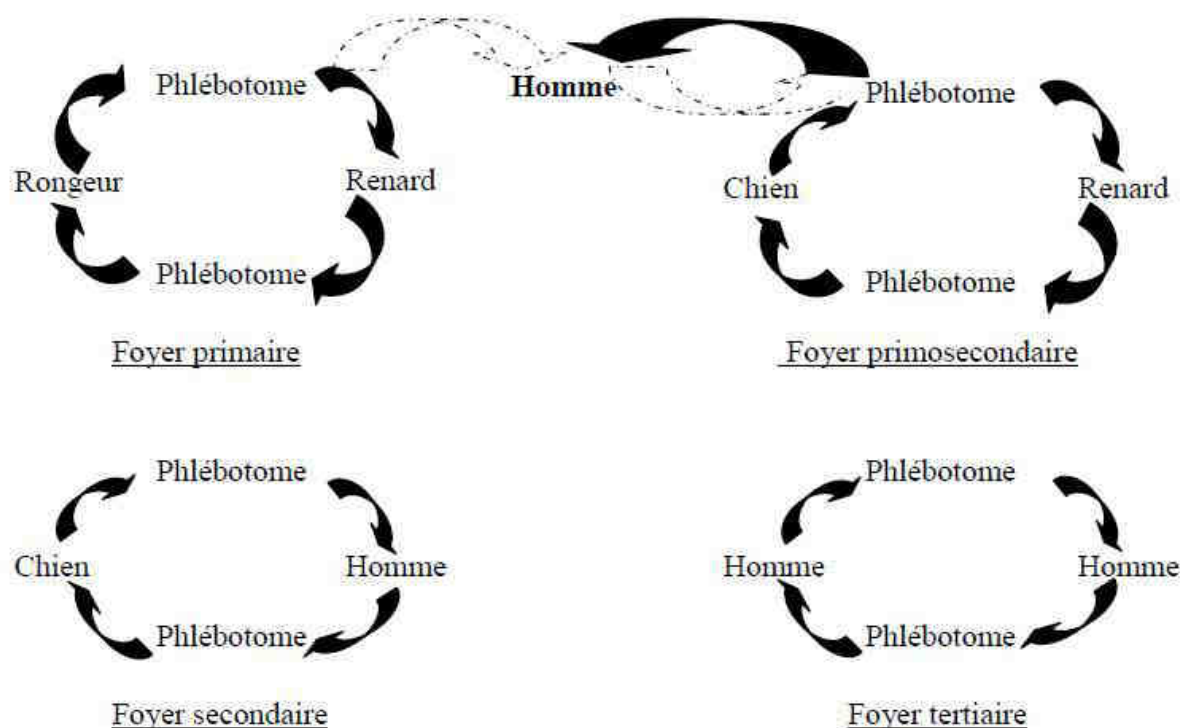 Phlébotome
Homme
Phlébotome
Rongeur
Renard
Chien
Renard
Phlébotome
Phlébotome
Foyer primaire
Foyer primosecondaire
Phlébotome
Phlébotome
Chien
Homme
Homme
Homme
Phlébotome
Phlébotome
Foyer secondaire
Foyer tertiaire